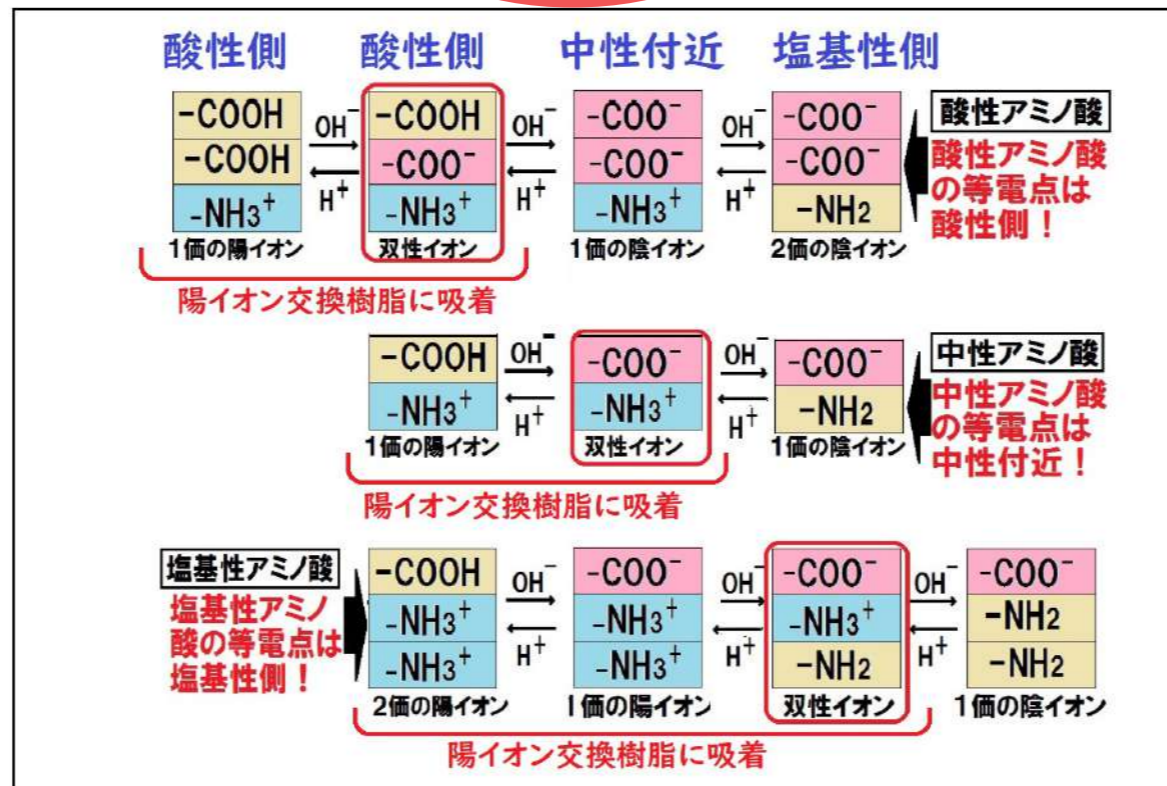 酸性側 酸性側 中性付近 塩基性側
-COOH OH⁻ -COOH OH⁻ -COO⁻ OH⁻ -COO⁻
-COOH H⁺ -COO⁻ H⁺ -COO⁻ H⁺ -COO⁻
-NH3⁺ -NH3⁺ -NH3⁺ -NH2
1価の陽イオン 双性イオン 1価の陰イオン 2価の陰イオン
酸性アミノ酸
酸性アミノ酸
の等電点は
酸性側！
陽イオン交換樹脂に吸着
-COOH OH⁻ -COO⁻ OH⁻ -COO⁻
-NH3⁺ H⁺ -NH3⁺ H⁺ -NH2
1価の陽イオン 双性イオン 1価の陰イオン
中性アミノ酸
中性アミノ酸
の等電点は
中性付近！
陽イオン交換樹脂に吸着
塩基性アミノ酸
塩基性アミノ
酸の等電点は
塩基性側！
-COOH OH⁻ -COO⁻ OH⁻ -COO⁻ OH⁻ -COO⁻
-NH3⁺ H⁺ -NH3⁺ H⁺ -NH3⁺ H⁺ -NH2
-NH3⁺ -NH3⁺ -NH2 -NH2
2価の陽イオン 1価の陽イオン 双性イオン 1価の陰イオン
陽イオン交換樹脂に吸着